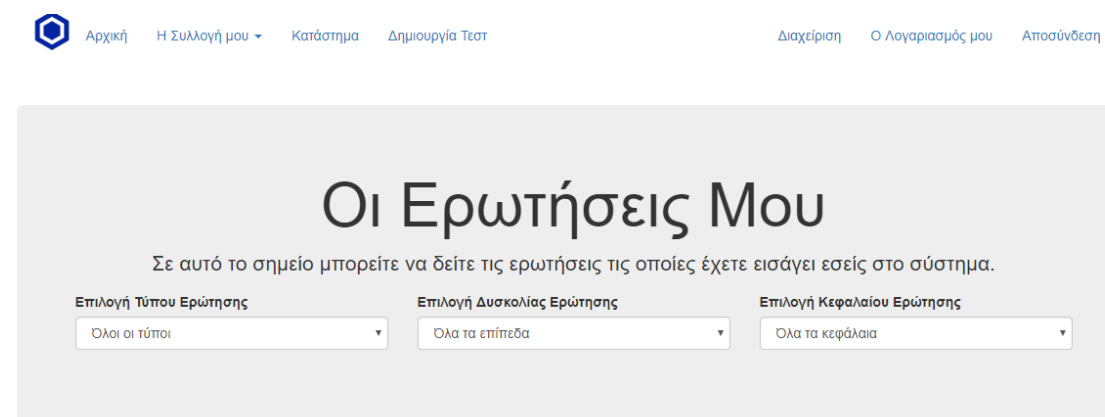 Αρχική Η Συλλογή μου Κατάστημα Δημιουργία Τεστ Διαχείριση Ο Λογαριασμός μου Αποσύνδεση
Οι Ερωτήσεις Μου
Σε αυτό το σημείο μπορείτε να δείτε τις ερωτήσεις τις οποίες έχετε εισάγει εσείς στο σύστημα.
Επιλογή Τύπου Ερώτησης Επιλογή Δυσκολίας Ερώτησης Επιλογή Κεφαλαίου Ερώτησης
Όλοι οι τύποι Όλα τα επίπεδα Όλα τα κεφάλαια